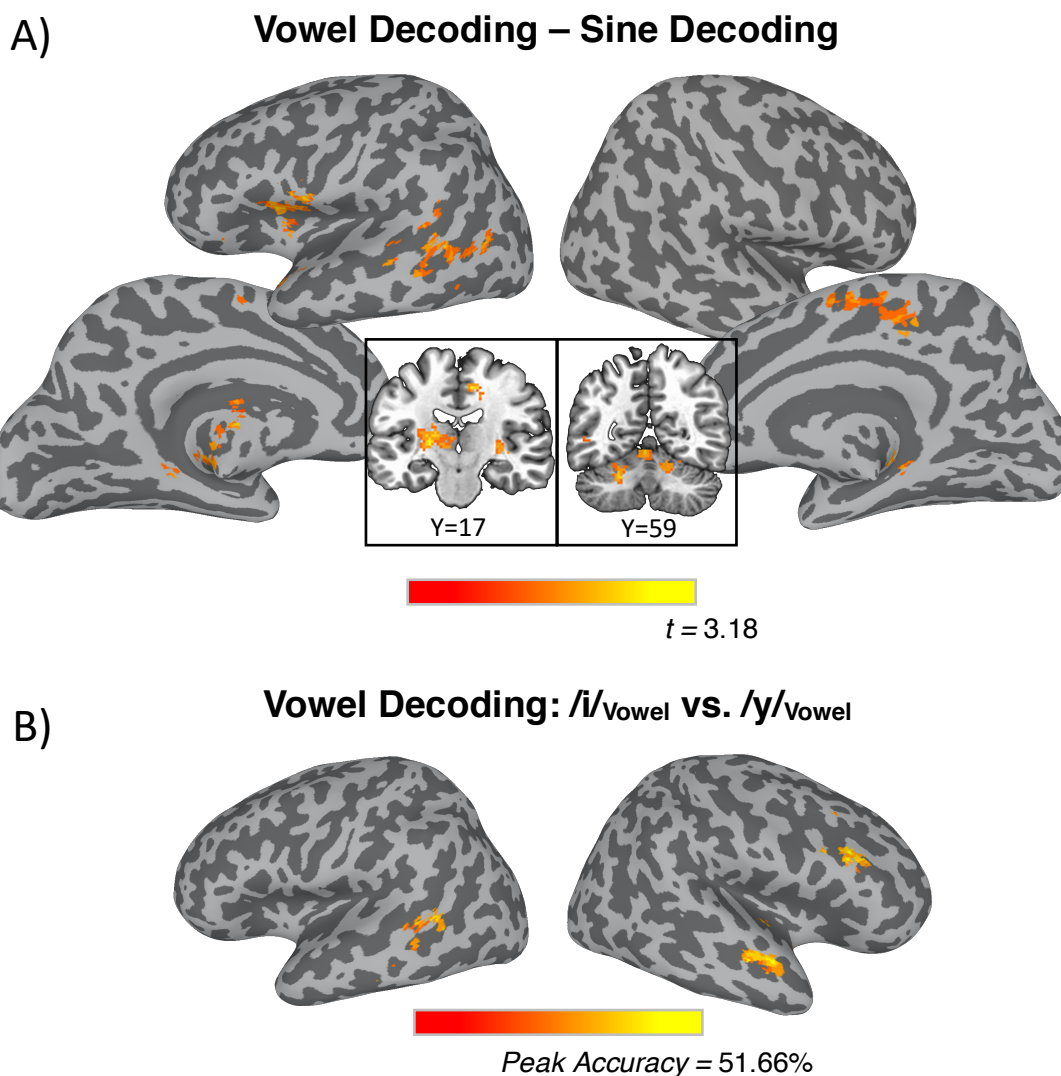 A)
Vowel Decoding – Sine Decoding
Y=17
Y=59
t = 3.18
B)
Vowel Decoding: /i/Vowel vs. /y/Vowel
Peak Accuracy = 51.66%